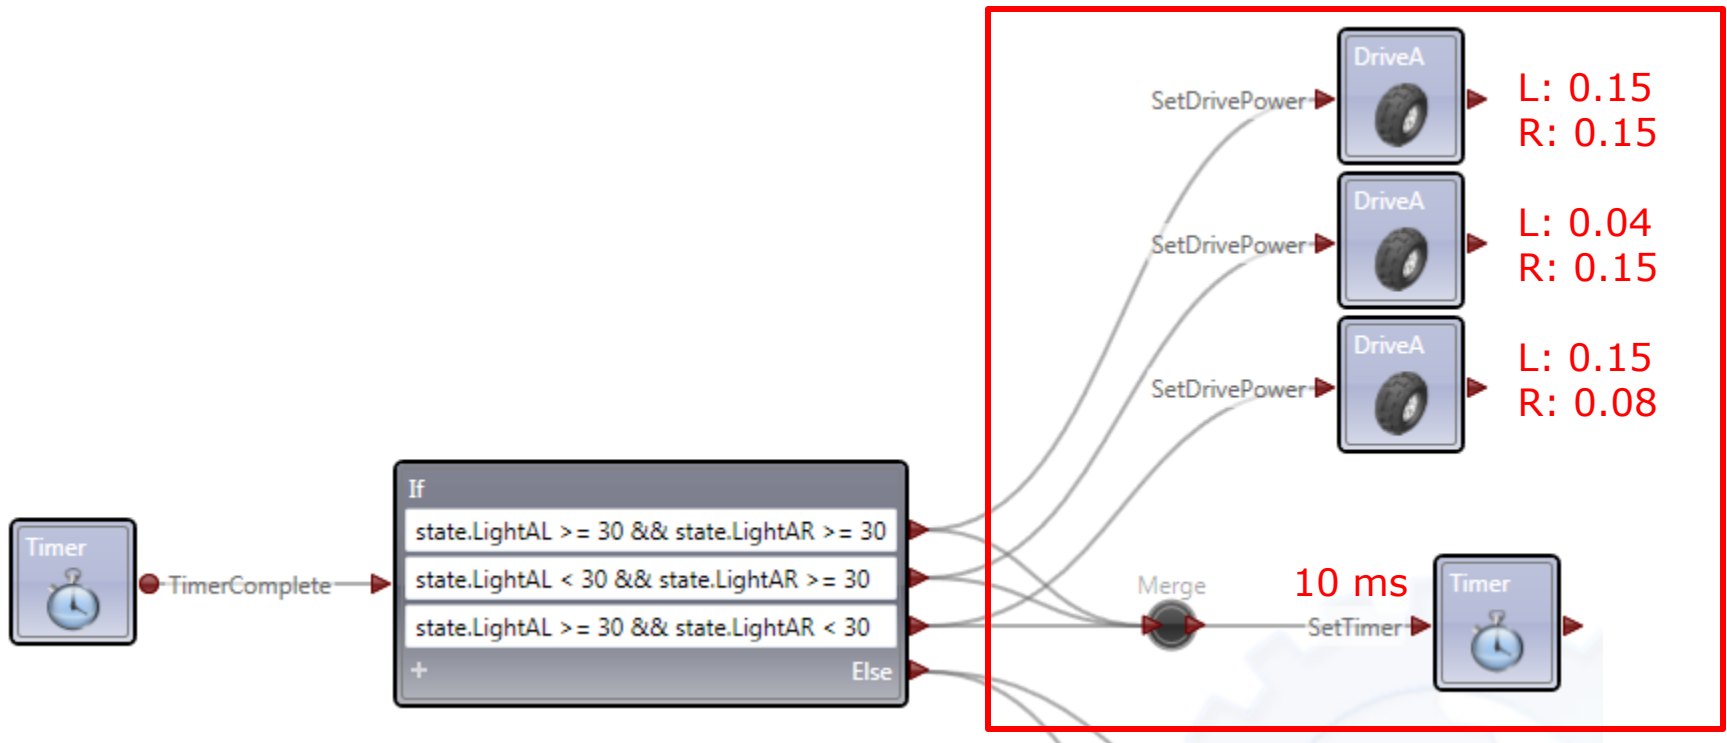 DriveA
SetDrivePower
L: 0.15
R: 0.15
DriveA
SetDrivePower
L: 0.04
R: 0.15
DriveA
SetDrivePower
L: 0.15
R: 0.08
If
state.LightAL >= 30 && state.LightAR >= 30
state.LightAL < 30 && state.LightAR >= 30
state.LightAL >= 30 && state.LightAR < 30
+ Else
Timer
TimerComplete
Merge
10 ms
SetTimer
Timer